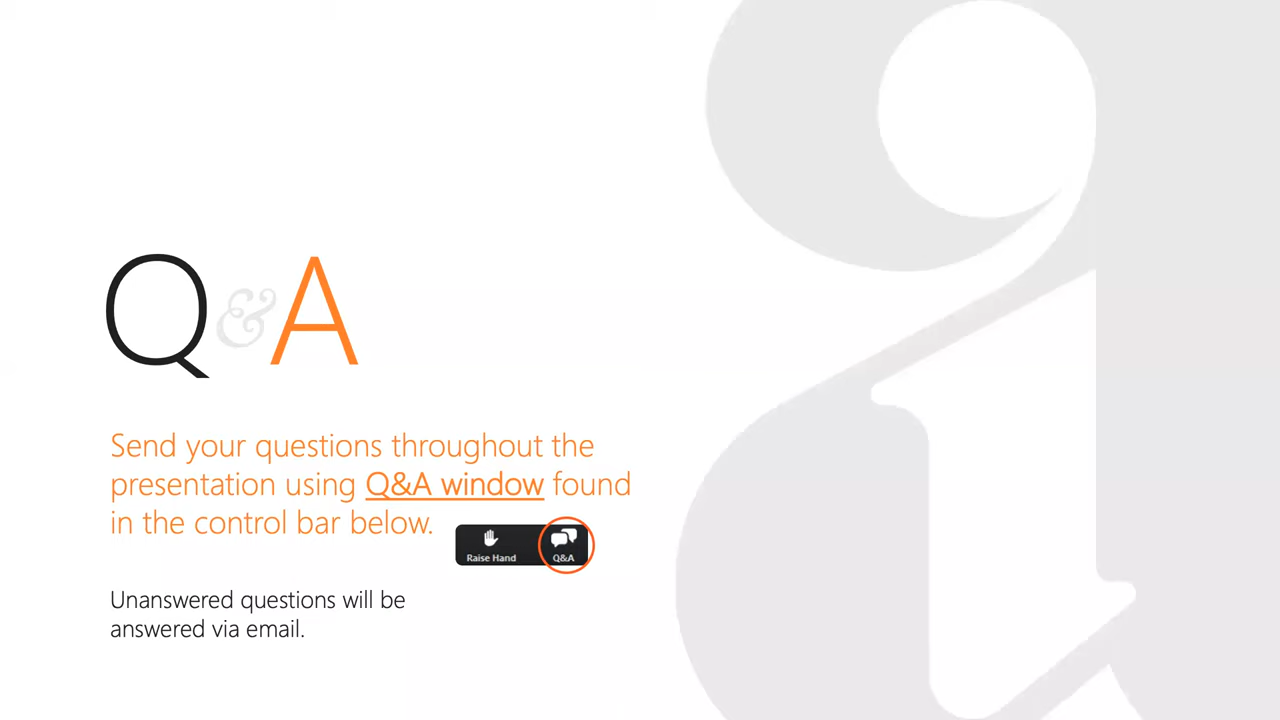 Q&A
Send your questions throughout the
presentation using Q&A window found
in the control bar below.
Raise Hand
Q&A
Unanswered questions will be
answered via email.